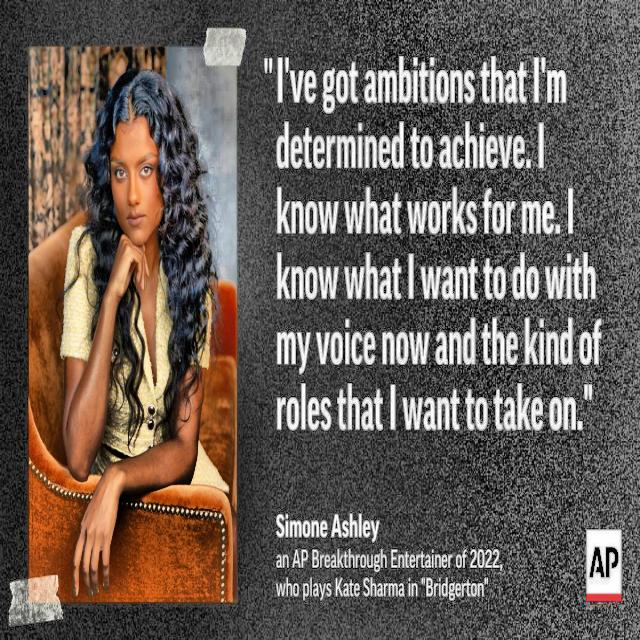 "I've got ambitions that I'm
determined to achieve. I
know what works for me. I
know what I want to do with
my voice now and the kind of
roles that I want to take on."
Simone Ashley
an AP Breakthrough Entertainer of 2022,
who plays Kate Sharma in "Bridgerton"
AP